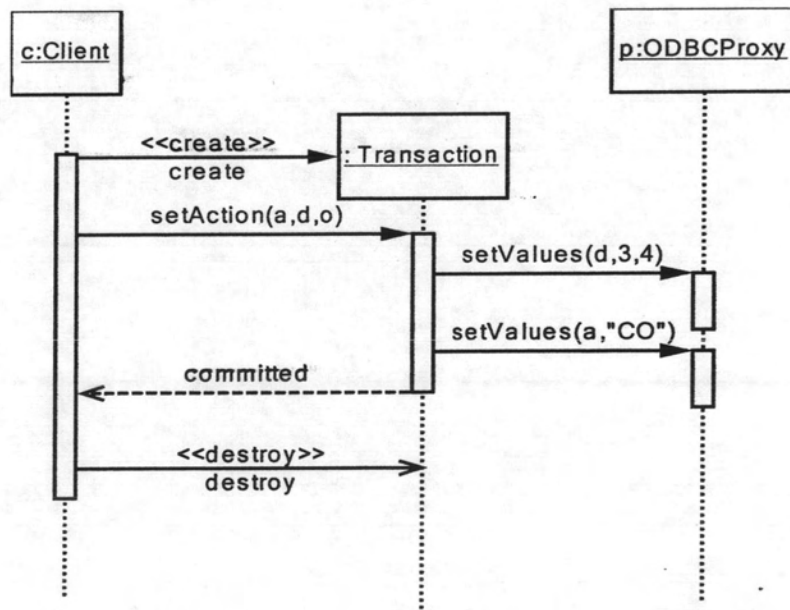 c:Client
p:ODBCProxy
<<create>>
: Transaction
create
setAction(a,d,o)
setValues(d,3,4)
setValues(a,"CO")
committed
<<destroy>>
destroy